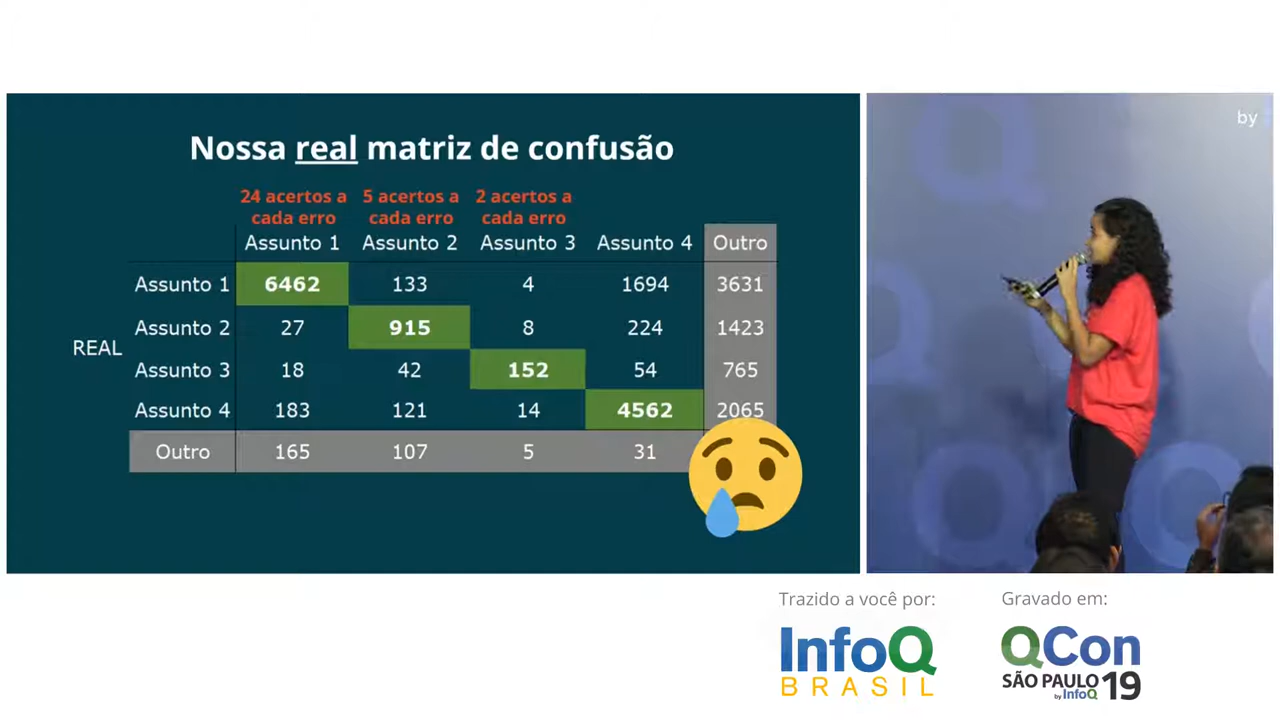 by
Nossa real matriz de confusão
24 acertos a cada erro
5 acertos a cada erro
2 acertos a cada erro
Assunto 1 Assunto 2 Assunto 3 Assunto 4 Outro
Assunto 1 6462 133 4 1694 3631
Assunto 2 27 915 8 224 1423
REAL
Assunto 3 18 42 152 54 765
Assunto 4 183 121 14 4562 2065
Outro 165 107 5 31
Trazido a você por:
InfoQ
BRASIL
Gravado em:
QCon
SÃO PAULO 19
by InfoQ